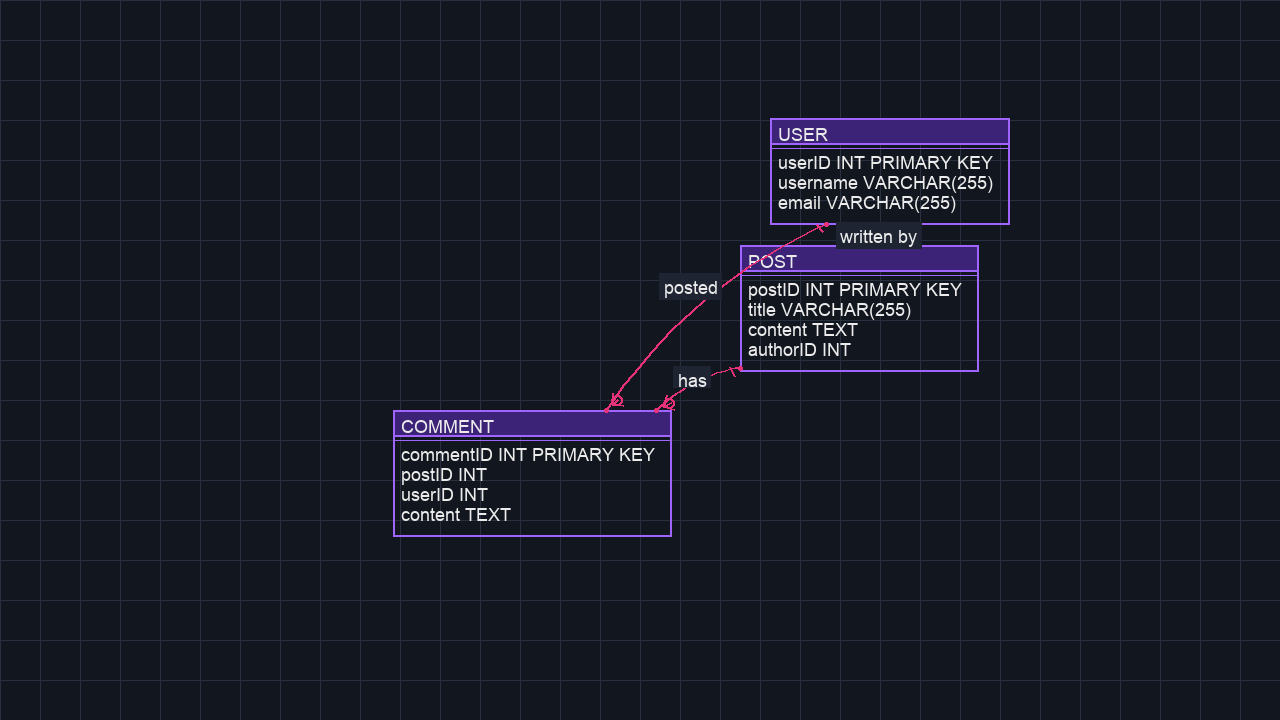 USER
userID INT PRIMARY KEY
username VARCHAR(255)
email VARCHAR(255)
written by
POST
postID INT PRIMARY KEY
title VARCHAR(255)
content TEXT
authorID INT
posted
has
COMMENT
commentID INT PRIMARY KEY
postID INT
userID INT
content TEXT